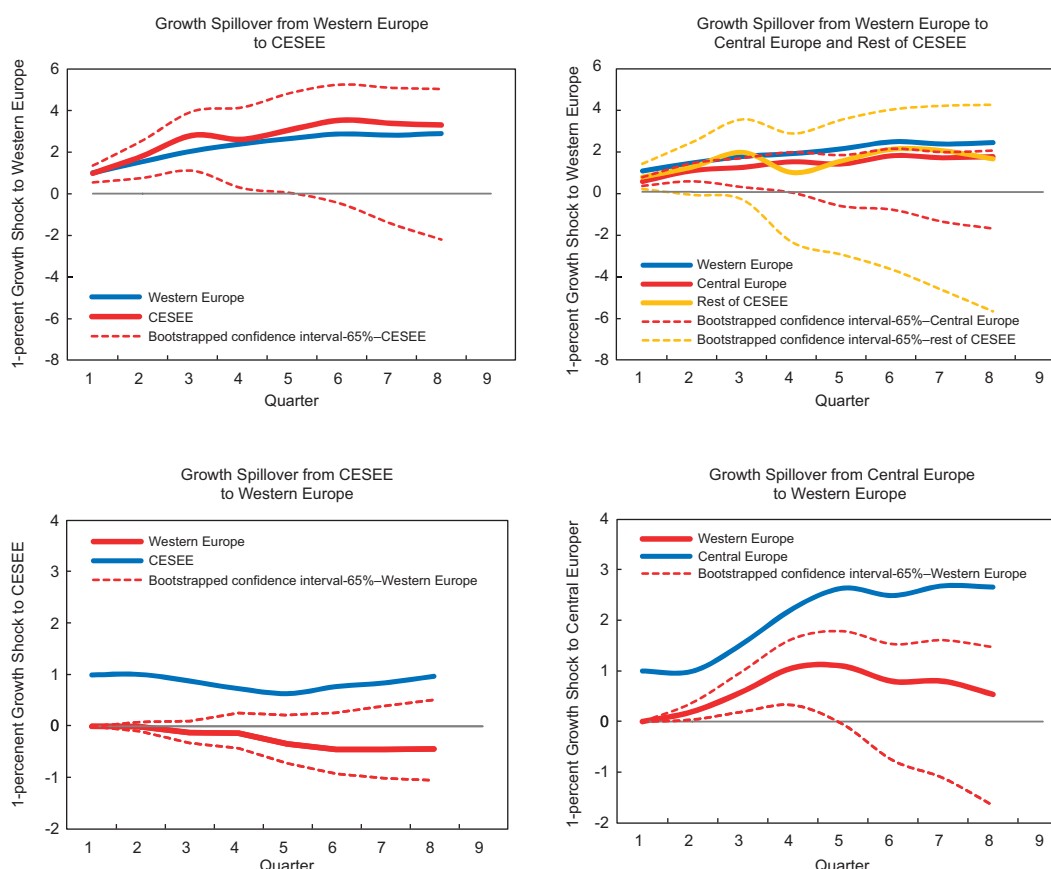 Growth Spillover from Western Europe
to CESEE
1-percent Growth Shock to Western Europe
6
4
2
0
-2
-4
-6
-8
Western Europe
CESEE
Bootstrapped confidence interval-65%–CESEE
1 2 3 4 5 6 7 8 9
Quarter
Growth Spillover from Western Europe to
Central Europe and Rest of CESEE
1-percent Growth Shock to Western Europe
6
4
2
0
-2
-4
-6
-8
Western Europe
Central Europe
Rest of CESEE
Bootstrapped confidence interval-65%–Central Europe
Bootstrapped confidence interval-65%–rest of CESEE
1 2 3 4 5 6 7 8 9
Quarter
Growth Spillover from CESEE
to Western Europe
1-percenent Growth Shock to CESEE
4
3
2
1
0
-1
-2
Western Europe
CESEE
Bootstrapped confidence interval-65%–Western Europe
1 2 3 4 5 6 7 8 9
Quarter
Growth Spillover from Central Europe
to Western Europe
1-percent Growth Shock to Central Europer
4
3
2
1
0
-1
-2
Western Europe
Central Europe
Bootstrapped confidence interval-65%–Western Europe
1 2 3 4 5 6 7 8 9
Quarter